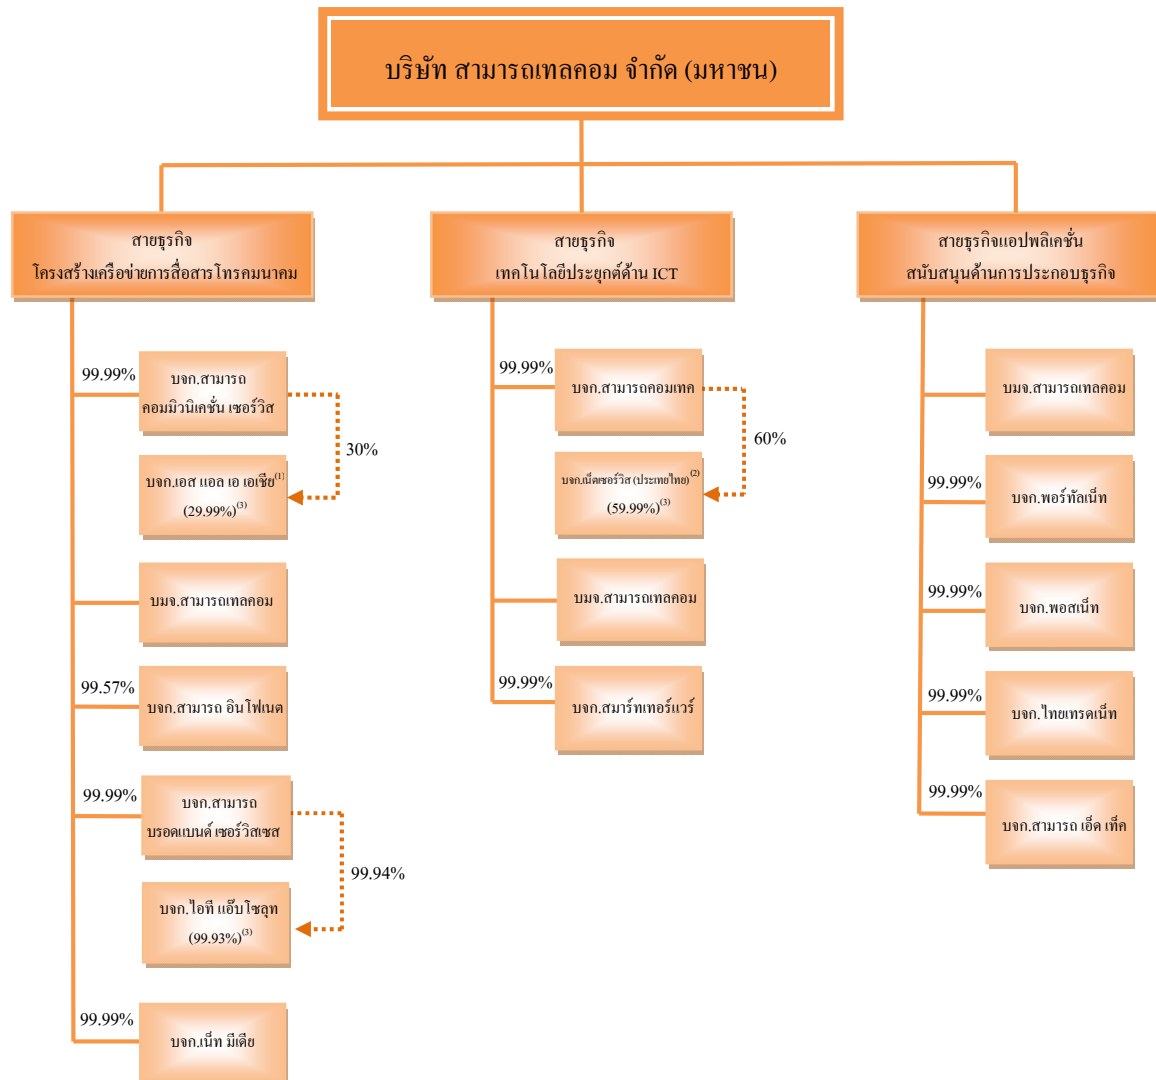 บริษัท สามารถเทลคอม จำกัด (มหาชน)
สายธุรกิจ
โครงสร้างเครือข่ายการสื่อสารโทรคมนาคม
99.99%
บจก.สามารถ
คอมมิวนิเคชั่น เซอร์วิส
30%
บจก.เอส แอล เอ เอเชีย(1)
(29.99%)(3)
บมจ.สามารถเทลคอม
99.57%
บจก.สามารถ อินโฟเนต
99.99%
บจก.สามารถ
บรอดแบนด์ เซอร์วิสเซส
99.94%
บจก.ไอที แอ๊บโซลูท
(99.93%)(3)
99.99%
บจก.เน็ท มีเดีย
สายธุรกิจ
เทคโนโลยีประยุกต์ด้าน ICT
99.99%
บจก.สามารถคอมเทค
60%
บจก.เน็ตเซอร์วิส (ประเทยไทย)(2)
(59.99%)(3)
บมจ.สามารถเทลคอม
99.99%
บจก.สมาร์ทเทอร์แวร์
สายธุรกิจแอปพลิเคชั่น
สนับสนุนด้านการประกอบธุรกิจ
บมจ.สามารถเทลคอม
99.99%
บจก.พอร์ทัลเน็ท
99.99%
บจก.พอสเน็ท
99.99%
บจก.ไทยเทรดเน็ท
99.99%
บจก.สามารถ เอ็ด เท็ค